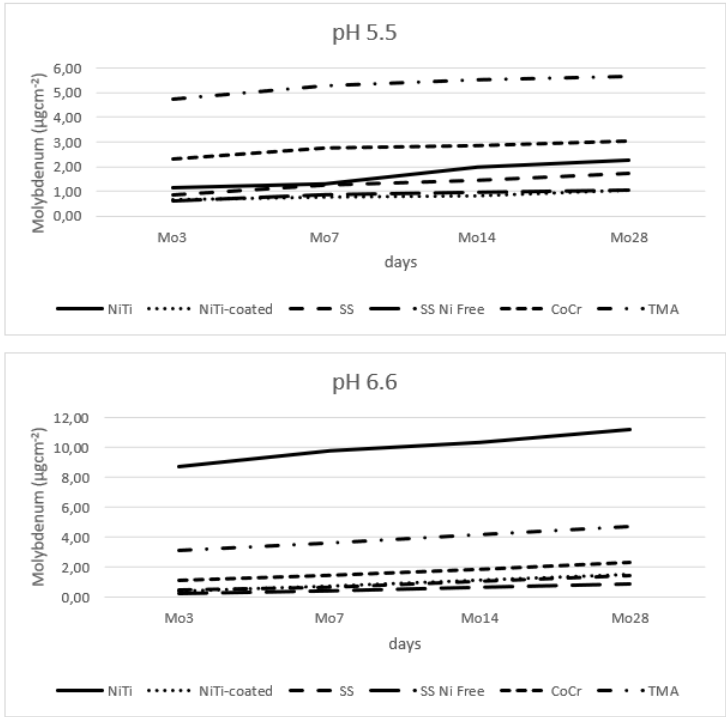 pH 5.5
6,00
5,00
4,00
3,00
2,00
1,00
0,00
Molybdenum (µgcm⁻²)
Mo3 Mo7 Mo14 Mo28
days
NiTi NiTi-coated SS SS Ni Free CoCr TMA
pH 6.6
12,00
10,00
8,00
6,00
4,00
2,00
0,00
Molybdenum (µgcm⁻²)
Mo3 Mo7 Mo14 Mo28
days
NiTi NiTi-coated SS SS Ni Free CoCr TMA